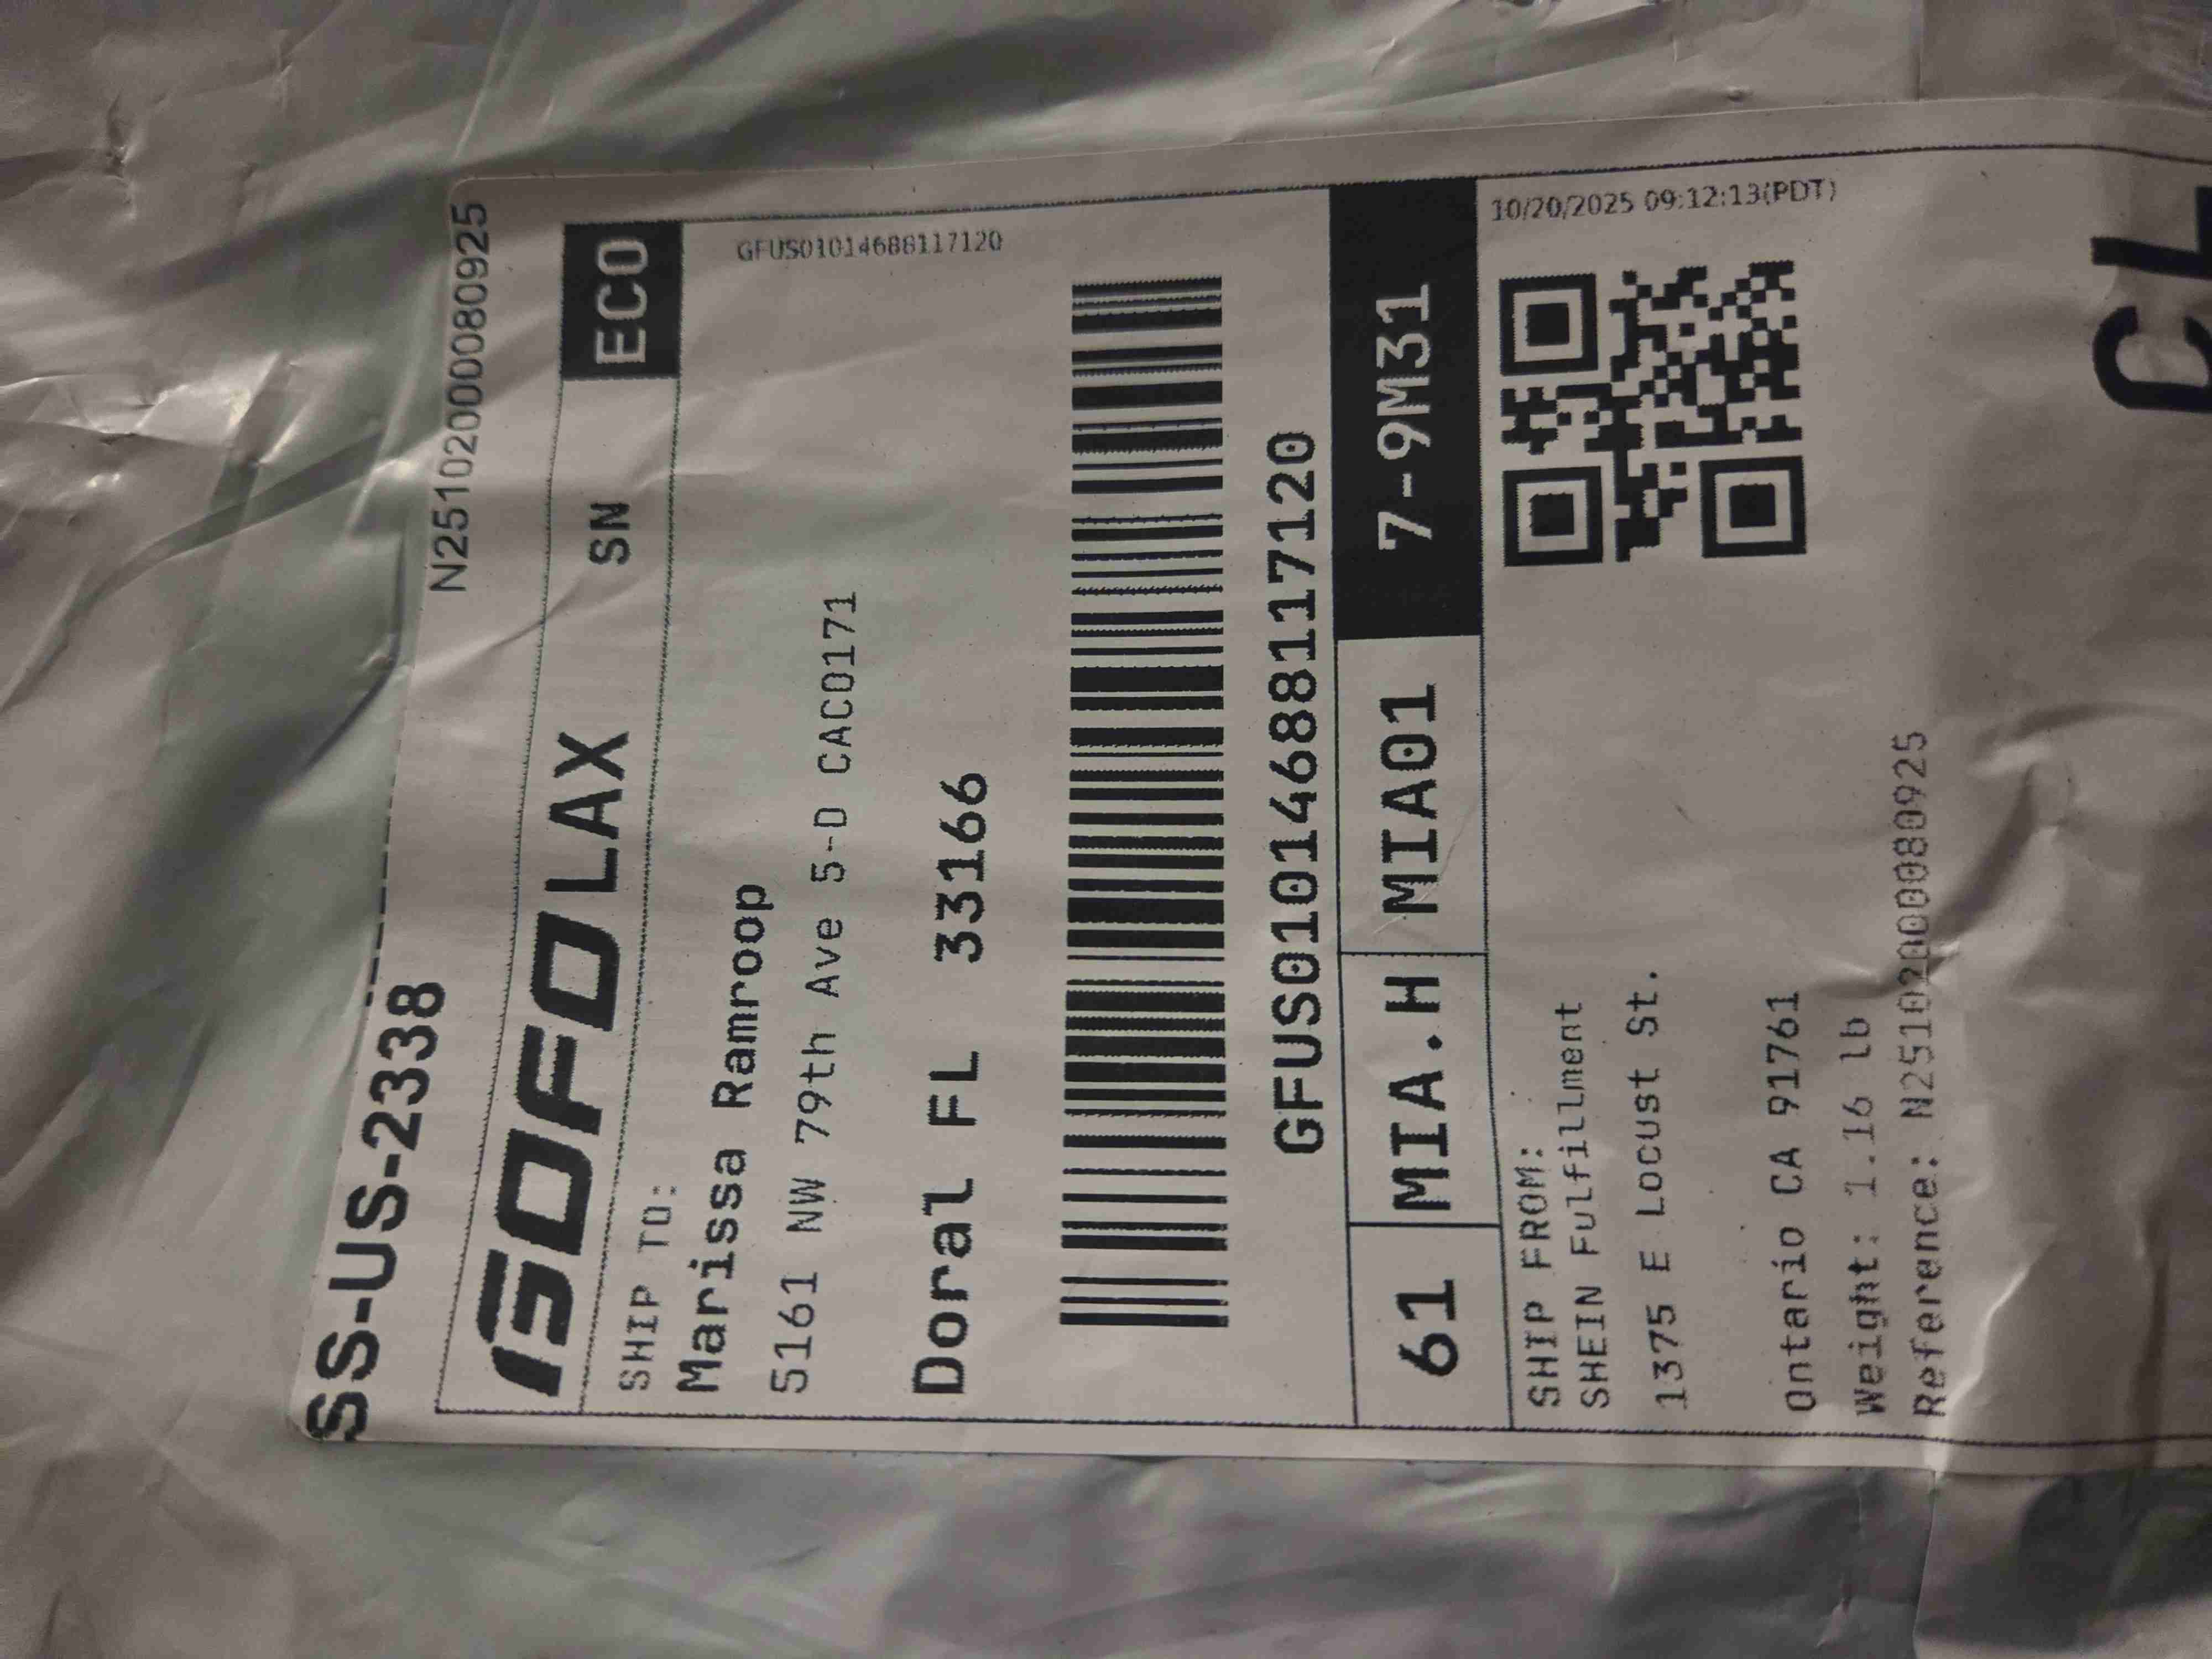 SS-US-2338
N25102000080925
GOFO LAX
SN
ECO
GFUS01014688117120
SHIP TO:
Marissa Ramroop
5161 NW 79th Ave 5-D CAC0171
Doral FL 33166
GFUS01014688117120
61
MIA.H
MIA01
7-9M31
10/20/2025 09:12:13(PDT)
SHIP FROM:
SHEIN Fulfillment
1375 E Locust St.
Ontario CA 91761
Weight: 1.16 lb
Reference: N25102000080925